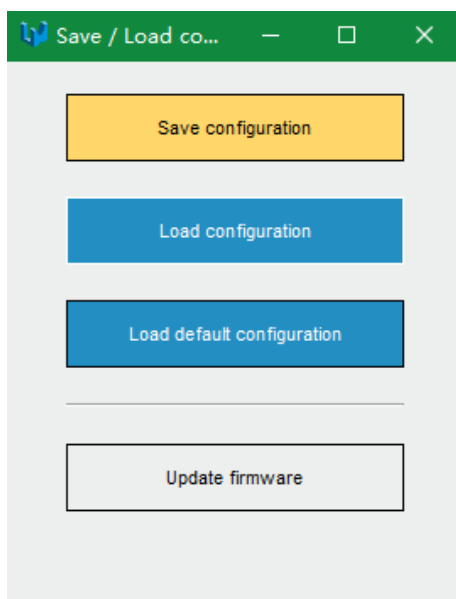 Save / Load co...
Save configuration
Load configuration
Load default configuration
Update firmware